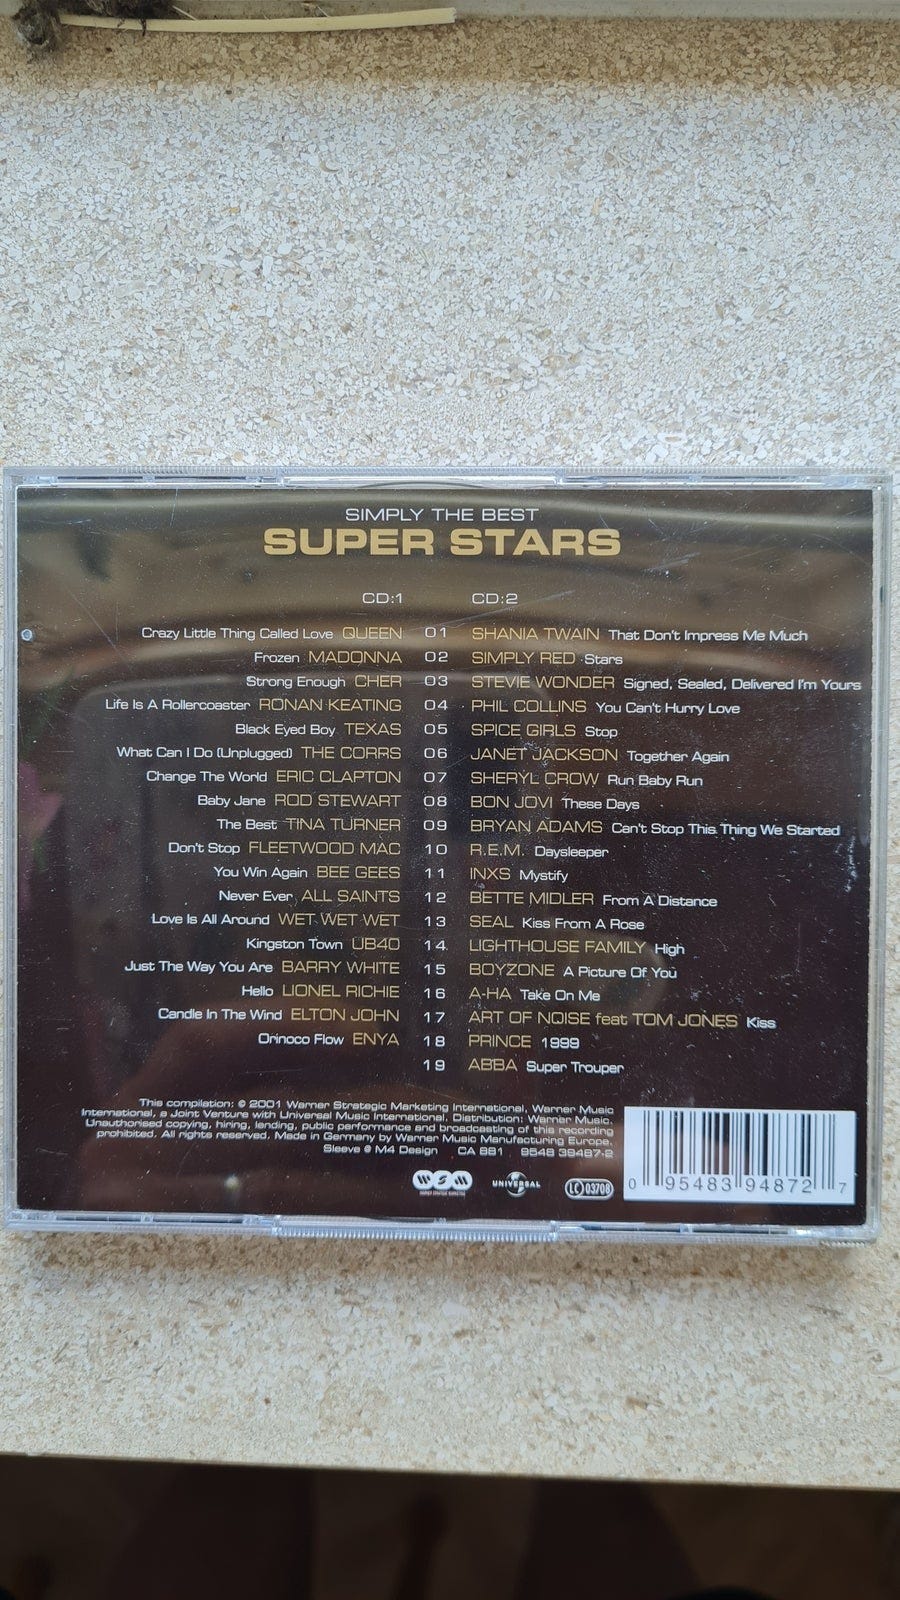 SIMPLY THE BEST
SUPER STARS
CD:1 CD:2
Crazy Little Thing Called Love QUEEN 01 SHANIA TWAIN That Don't Impress Me Much
Frozen MADONNA 02 SIMPLY RED Stars
Strong Enough CHER 03 STEVIE WONDER Signed, Sealed, Delivered I'm Yours
Life Is A Rollercoaster RONAN KEATING 04 PHIL COLLINS You Can't Hurry Love
Black Eyed Boy TEXAS 05 SPICE GIRLS Stop
What Can I Do (Unplugged) THE CORRS 06 JANET JACKSON Together Again
Change The World ERIC CLAPTON 07 SHERYL CROW Run Baby Run
Baby Jane ROD STEWART 08 BON JOVI These Days
The Best TINA TURNER 09 BRYAN ADAMS Can't Stop This Thing We Started
Don't Stop FLEETWOOD MAC 10 R.E.M. Daysleeper
You Win Again BEE GEES 11 INXS Mystify
Never Ever ALL SAINTS 12 BETTE MIDLER From A Distance
Love Is All Around WET WET WET 13 SEAL Kiss From A Rose
Kingston Town UB40 14 LIGHTHOUSE FAMILY High
Just The Way You Are BARRY WHITE 15 BOYZONE A Picture Of You
Hello LIONEL RICHIE 16 A-HA Take On Me
Candle In The Wind ELTON JOHN 17 ART OF NOISE feat TOM JONES Kiss
Orinoco Flow ENYA 18 PRINCE 1999
19 ABBA Super Trouper
This compilation: © 2001 Warner Strategic Marketing International, Warner Music
International, a Joint Venture with Universal Music International. Distribution: Warner Music.
Unauthorised copying, hiring, lending, public performance and broadcasting of this recording
prohibited. All rights reserved. Made in Germany by Warner Music Manufacturing Europe.
Sleeve @ M4 Design CA 881 9548 39487-2
WSM UNIVERSAL LC 03708
0 95483 94872 7